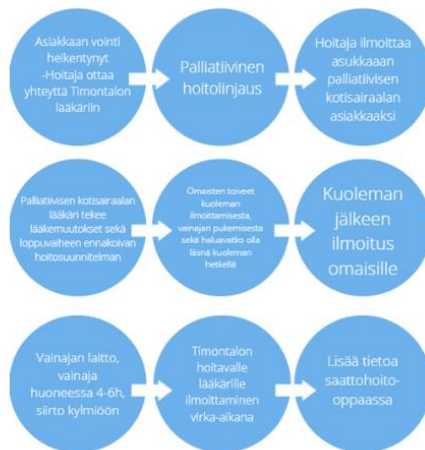 Asiakkaan vointi
heikentynyt
-Hoitaja ottaa
yhteyttä Timontalon
lääkäriin
Palliatiivinen
hoitolinjaus
Hoitaja ilmoittaa
asukkaaan
palliatiivisen
kotisairaalan
asiakkaaksi
Palliatiivisen kotisairaalan
lääkäri tekee
lääkemuutokset sekä
loppuvaiheen ennakoivan
hoitosuunnitelman
Omaisten toiveet
kuoleman
ilmoittamisesta,
vainajan pukemisesta
sekä haluavatko olla
läsnä kuoleman
hetkellä
Kuoleman
jälkeen
ilmoitus
omaisille
Vainajan laitto,
vainaja
huoneessa 4-6h,
siirto kylmiöön
Timontalon
hoitavalle
lääkärille
ilmoittaminen
virka-aikana
Lisää tietoa
saattohoito-
oppaassa